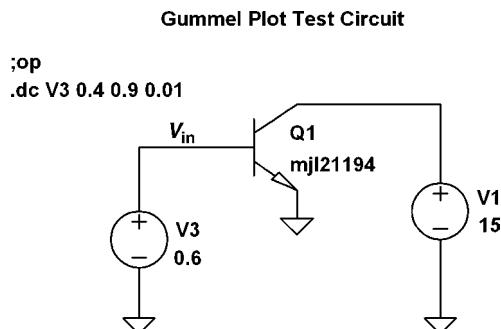 Gummel Plot Test Circuit
;op
.dc V3 0.4 0.9 0.01
Vin
Q1
mjl21194
+
V3
−
0.6
+
V1
−
15